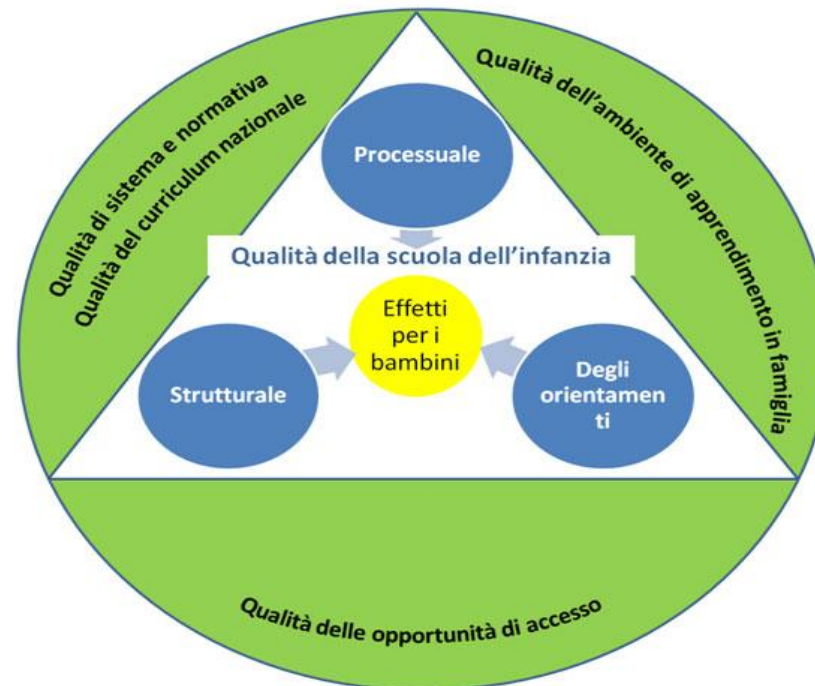 Qualità di sistema e normativa
Qualità del curriculum nazionale
Qualità dell'ambiente di apprendimento in famiglia
Processuale
Qualità della scuola dell'infanzia
Effetti
per i
bambini
Strutturale
Degli
orientamen
ti
Qualità delle opportunità di accesso